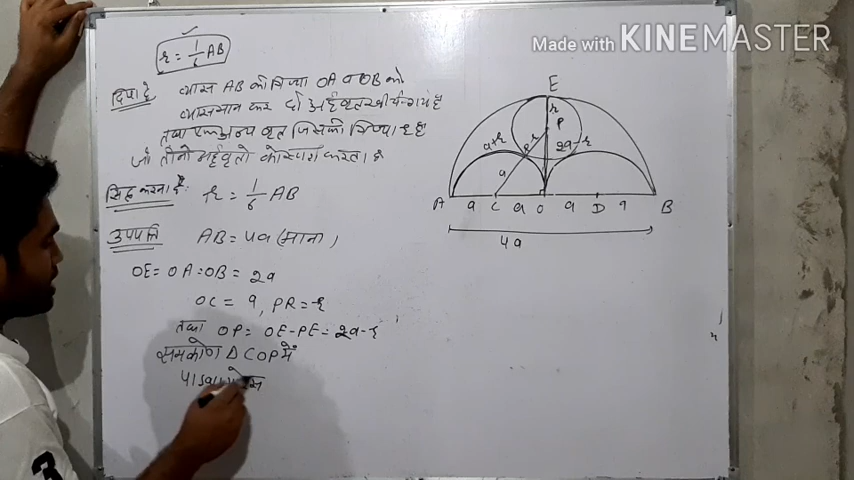 Made with KINEMASTER
r = 1/6 AB
दिया है व्यास AB की त्रिज्या OA व OB को
व्यास मान कर दो अर्द्धवृत्त खींचे गये हैं
तथा एक अन्य वृत्त जिसकी त्रिज्या r है
जो तीनो अर्द्धवृत्तो को स्पर्श करता है
सिद्ध करना है: r = 1/6 AB
उपपत्ति AB = 4a (माना)
OE = OA = OB = 2a
OC = a, PR = r
तथा OP = OE - PE = 2a - r
समकोण Δ COP में
E
r
P
a+r
r
2a-r
R
a
A a C a O a D a B
4a